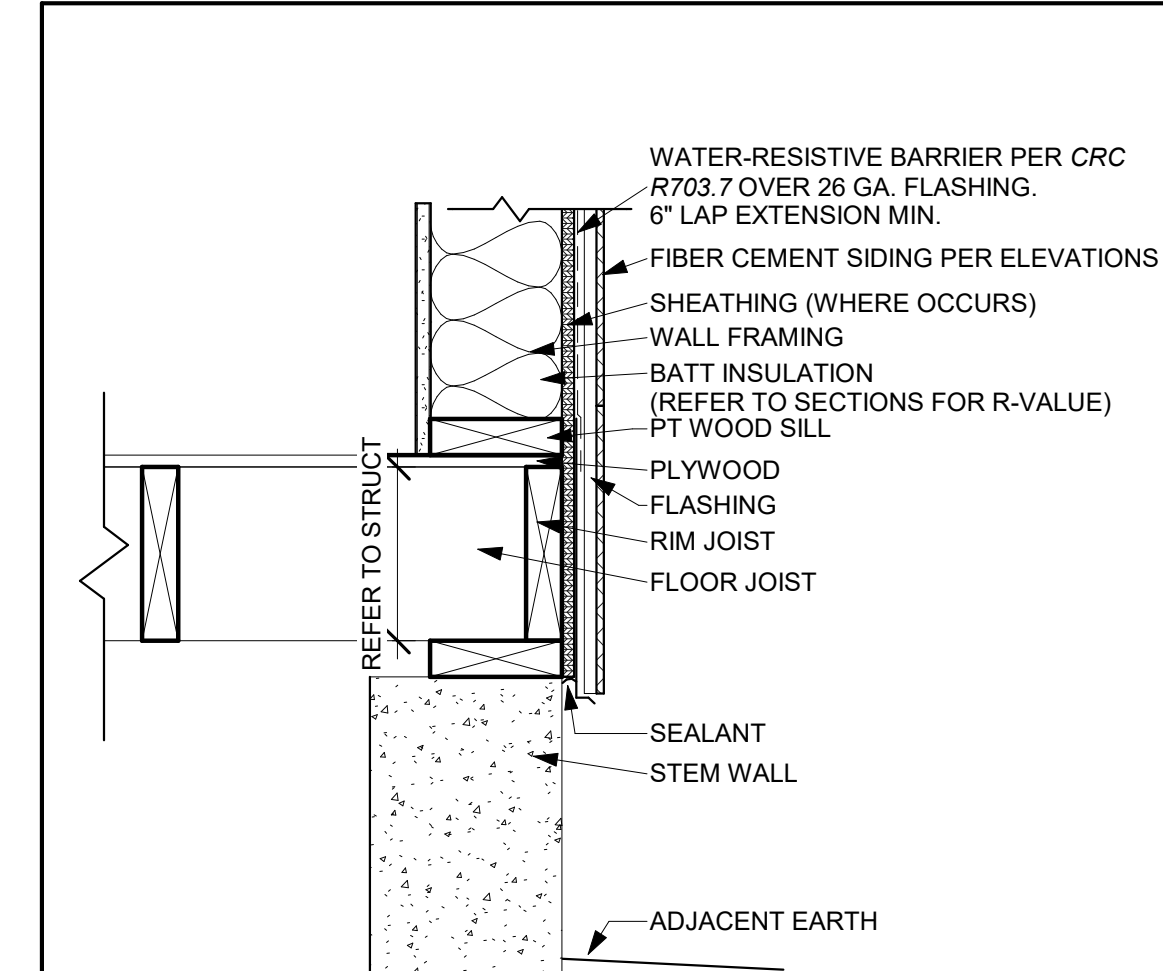 WATER-RESISTIVE BARRIER PER CRC
R703.7 OVER 26 GA. FLASHING.
6" LAP EXTENSION MIN.
FIBER CEMENT SIDING PER ELEVATIONS
SHEATHING (WHERE OCCURS)
WALL FRAMING
BATT INSULATION
(REFER TO SECTIONS FOR R-VALUE)
PT WOOD SILL
PLYWOOD
FLASHING
RIM JOIST
FLOOR JOIST
REFER TO STRUCT
SEALANT
STEM WALL
ADJACENT EARTH